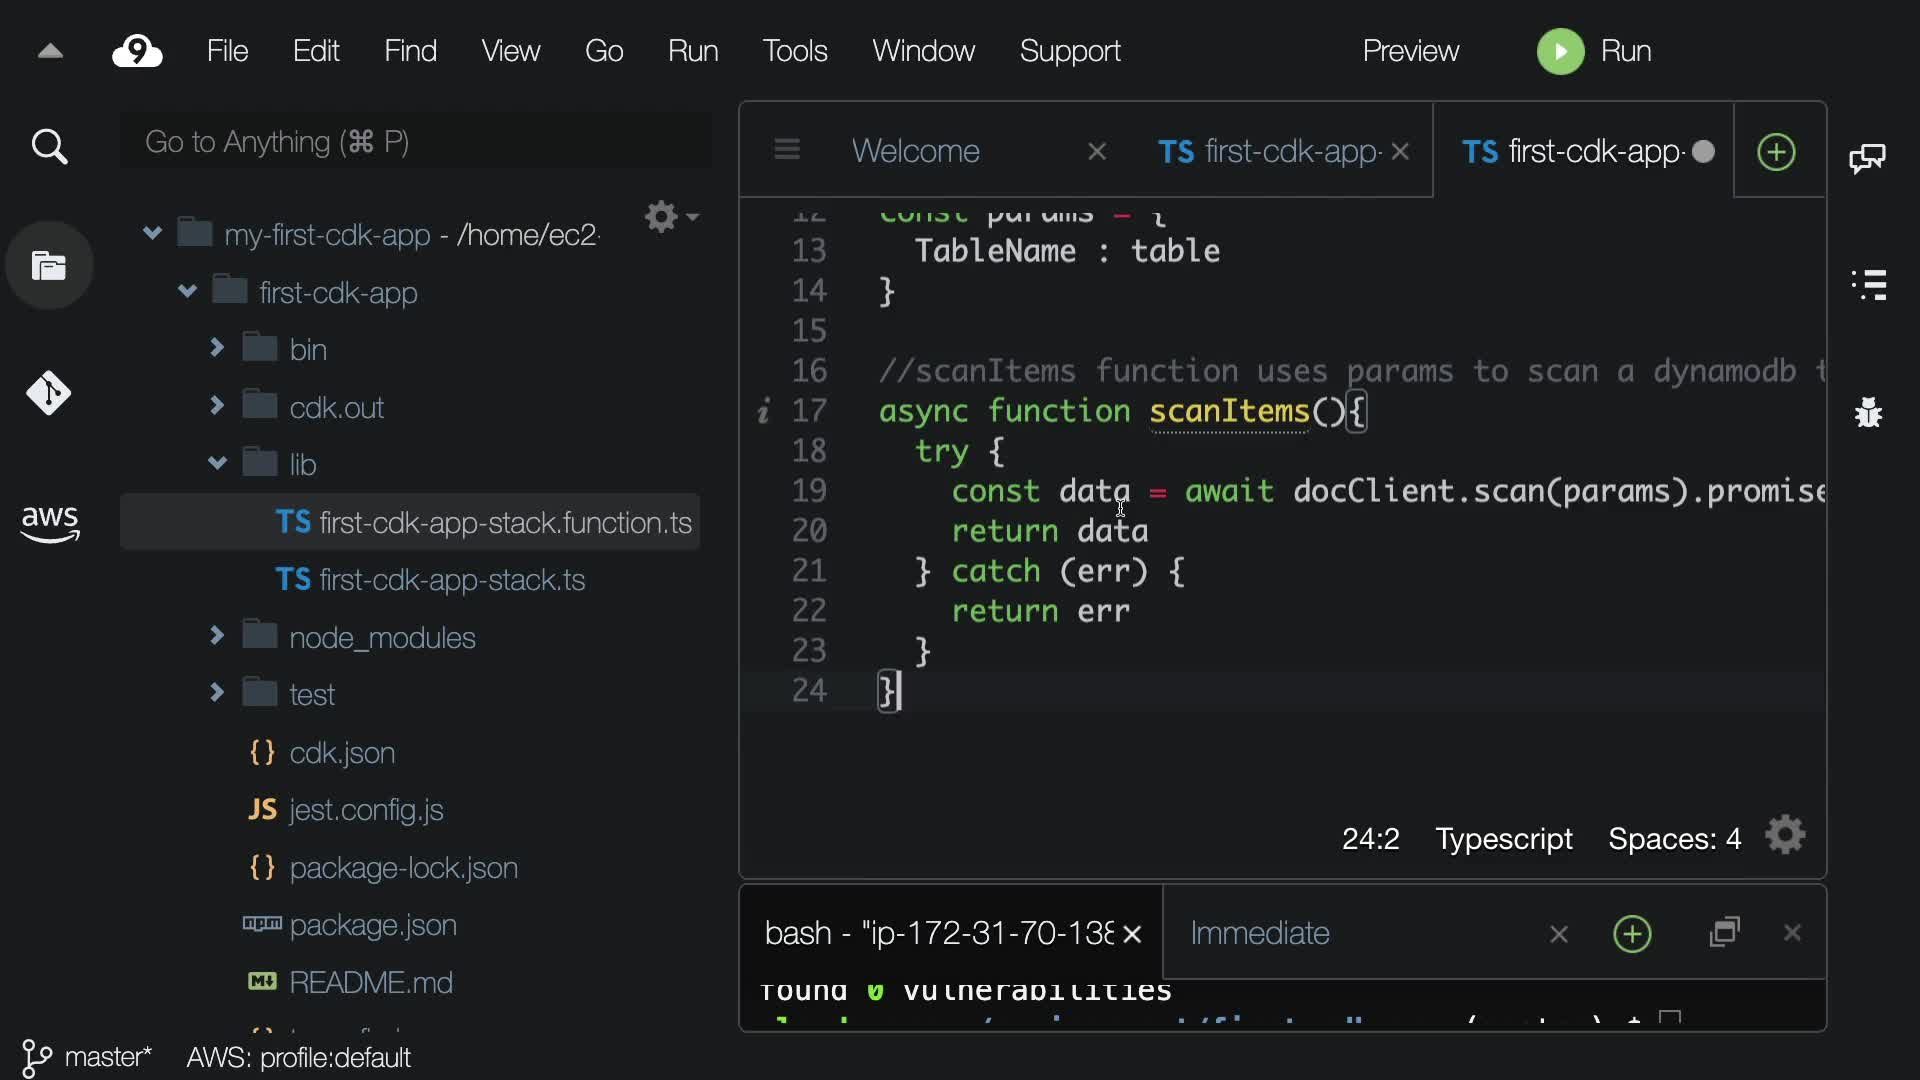 9 File Edit Find View Go Run Tools Window Support Preview Run
Go to Anything (⌘ P)
my-first-cdk-app - /home/ec2-
first-cdk-app
bin
cdk.out
lib
TS first-cdk-app-stack.function.ts
TS first-cdk-app-stack.ts
node_modules
test
{} cdk.json
JS jest.config.js
{} package-lock.json
package.json
README.md
aws
Welcome
TS first-cdk-app-
TS first-cdk-app-
12 const params = {
13 TableName : table
14 }
15
16 //scanItems function uses params to scan a dynamodb t
i 17 async function scanItems(){
18 try {
19 const data = await docClient.scan(params).promise
20 return data
21 } catch (err) {
22 return err
23 }
24 }
24:2 Typescript Spaces: 4
bash - "ip-172-31-70-138
Immediate
found 0 vulnerabilities
master* AWS: profile:default